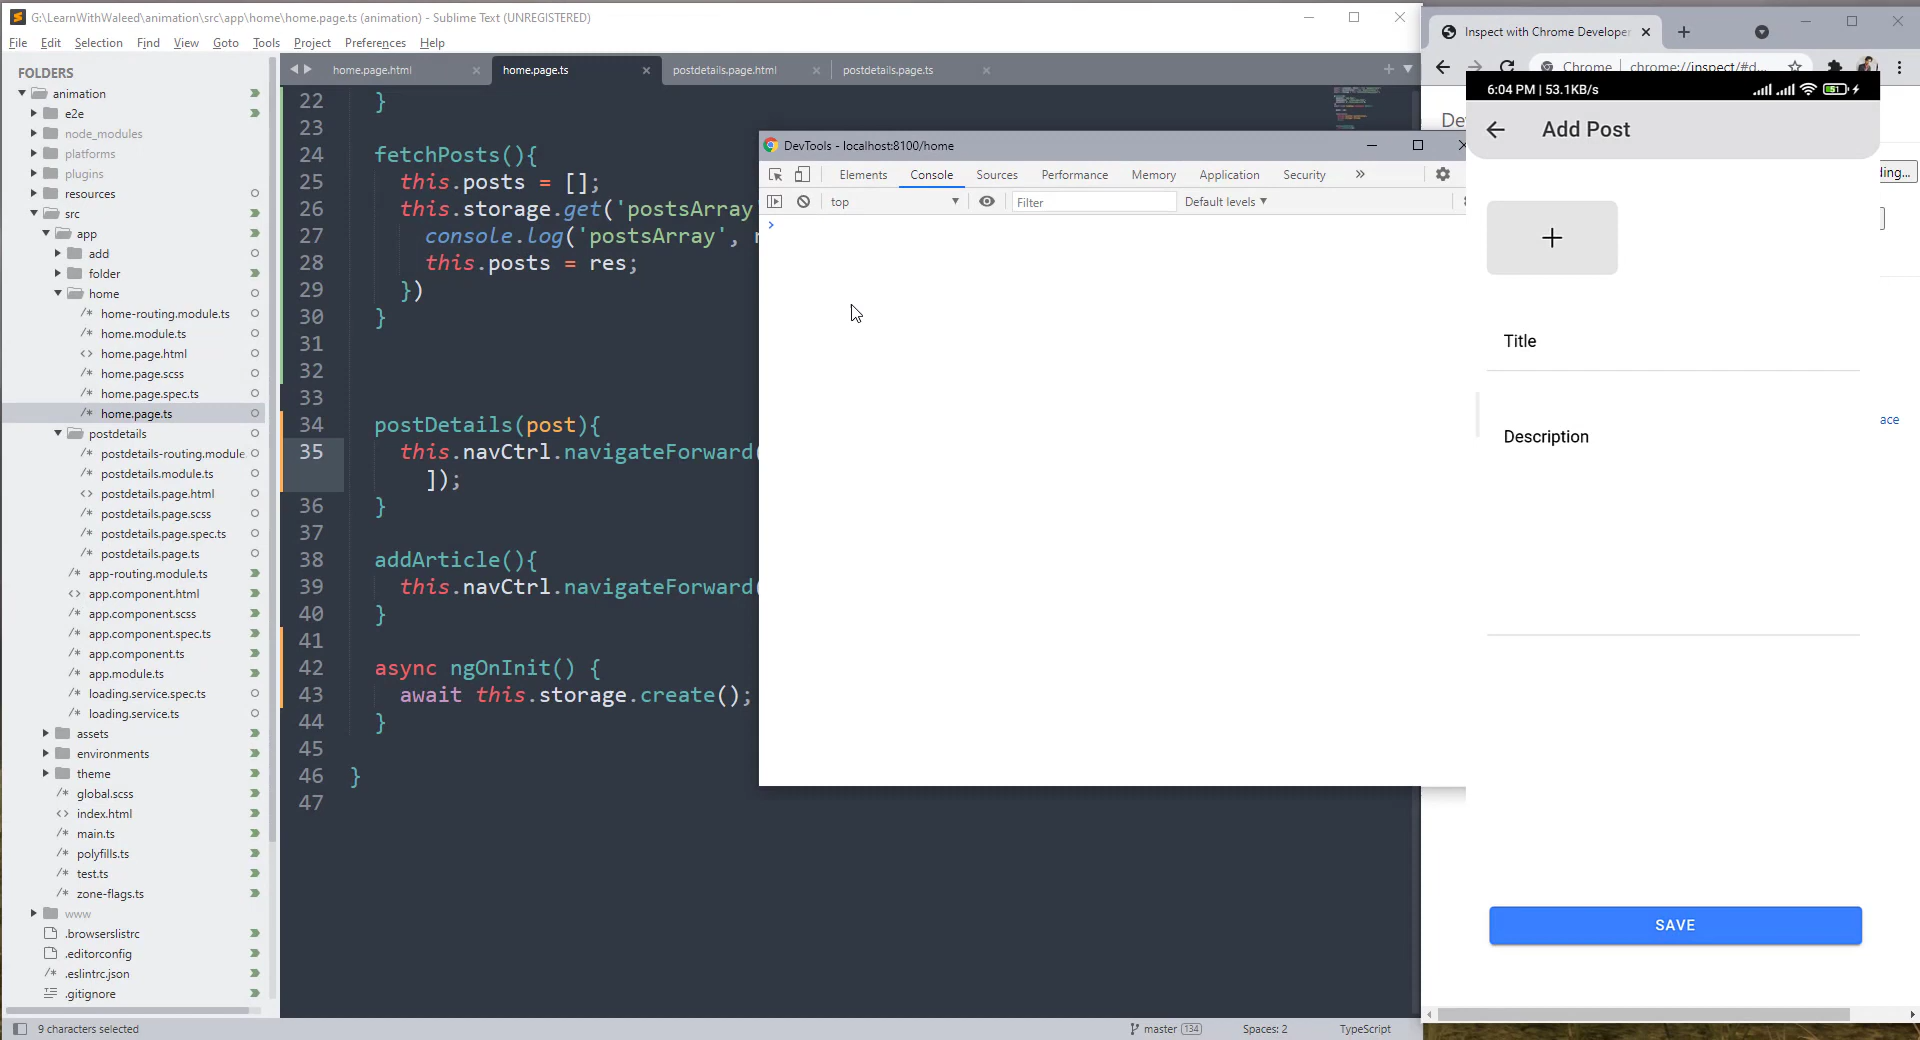 G:\LearnWithWaleed\animation\src\app\home\home.page.ts (animation) - Sublime Text (UNREGISTERED)
File Edit Selection Find View Goto Tools Project Preferences Help
FOLDERS
animation
e2e
node_modules
platforms
plugins
resources
src
app
add
folder
home
home-routing.module.ts
home.module.ts
home.page.html
home.page.scss
home.page.spec.ts
home.page.ts
postdetails
postdetails-routing.module
postdetails.module.ts
postdetails.page.html
postdetails.page.scss
postdetails.page.spec.ts
postdetails.page.ts
app-routing.module.ts
app.component.html
app.component.scss
app.component.spec.ts
app.component.ts
app.module.ts
loading.service.spec.ts
loading.service.ts
assets
environments
theme
global.scss
index.html
main.ts
polyfills.ts
test.ts
zone-flags.ts
www
.browserslistrc
.editorconfig
.eslintrc.json
.gitignore
home.page.html home.page.ts postdetails.page.html postdetails.page.ts
22 }
23
24 fetchPosts(){
25 this.posts = [];
26 this.storage.get('postsArray
27 console.log('postsArray',
28 this.posts = res;
29 })
30 }
31
32
33
34 postDetails(post){
35 this.navCtrl.navigateForward(
]);
36 }
37
38 addArticle(){
39 this.navCtrl.navigateForward(
40 }
41
42 async ngOnInit() {
43 await this.storage.create();
44 }
45
46 }
47
DevTools - localhost:8100/home
Elements Console Sources Performance Memory Application Security »
top Filter Default levels
>
Inspect with Chrome Developer
Chrome | chrome://inspect/#d...
De
ding...
ace
6:04 PM | 53.1KB/s 51
Add Post
+
Title
Description
SAVE
9 characters selected master 134 Spaces: 2 TypeScript